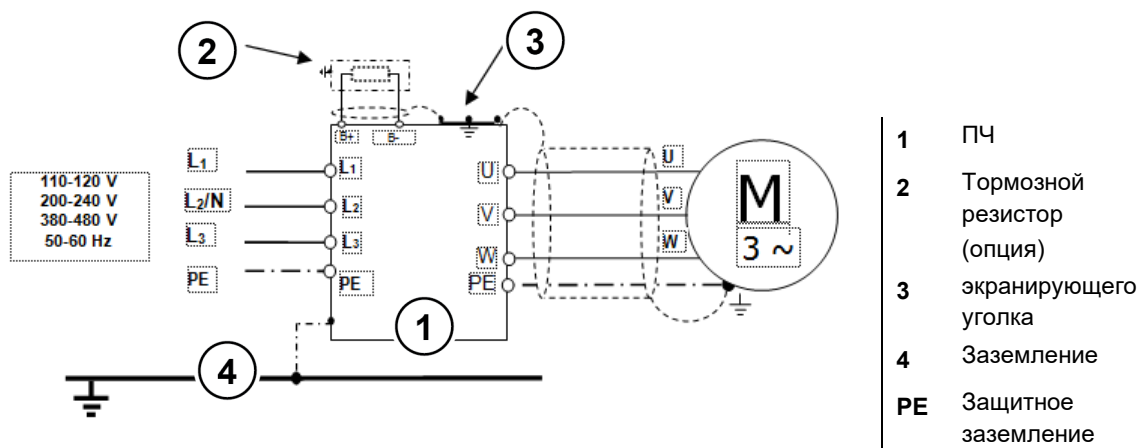 2
3
B+ B-
L1 L1 U U
110-120 V
200-240 V
380-480 V
50-60 Hz
L2/N L2 V V
L3 L3 W W
PE PE PE
M
3 ~
1
4
1 ПЧ
2 Тормозной
резистор
(опция)
3 экранирующего
уголка
4 Заземление
PE Защитное
заземление